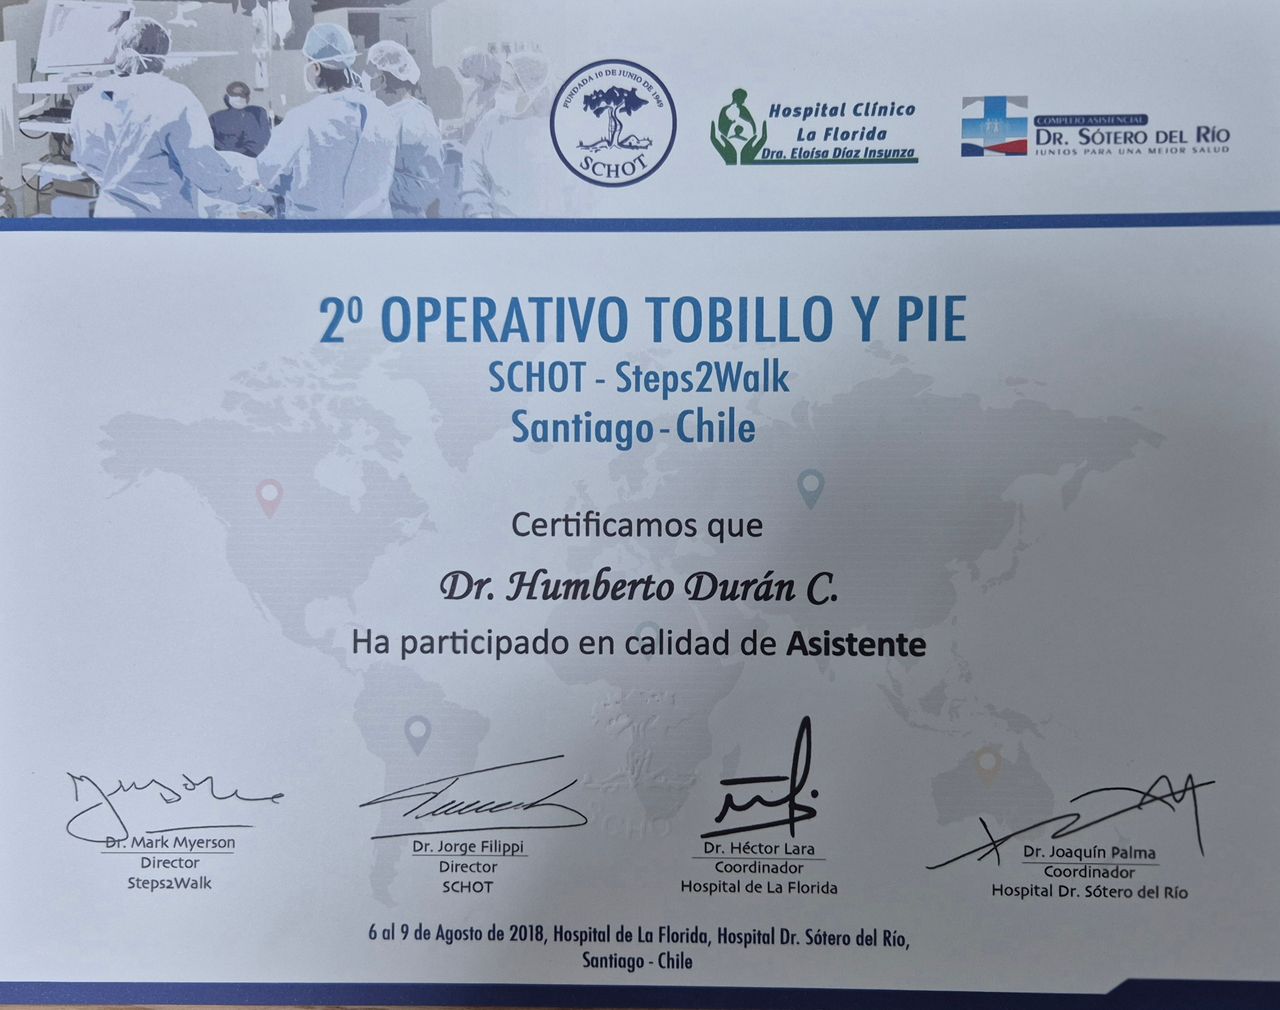 FUNDADA 10 DE JUNIO DE 1949
SCHOT
Hospital Clínico
La Florida
Dra. Eloísa Díaz Insunza
COMPLEJO ASISTENCIAL
DR. SÓTERO DEL RÍO
JUNTOS PARA UNA MEJOR SALUD
2º OPERATIVO TOBILLO Y PIE
SCHOT - Steps2Walk
Santiago - Chile
Certificamos que
Dr. Humberto Durán C.
Ha participado en calidad de Asistente
Dr. Mark Myerson
Director
Steps2Walk
Dr. Jorge Filippi
Director
SCHOT
Dr. Héctor Lara
Coordinador
Hospital de La Florida
Dr. Joaquín Palma
Coordinador
Hospital Dr. Sótero del Río
6 al 9 de Agosto de 2018, Hospital de La Florida, Hospital Dr. Sótero del Río,
Santiago - Chile